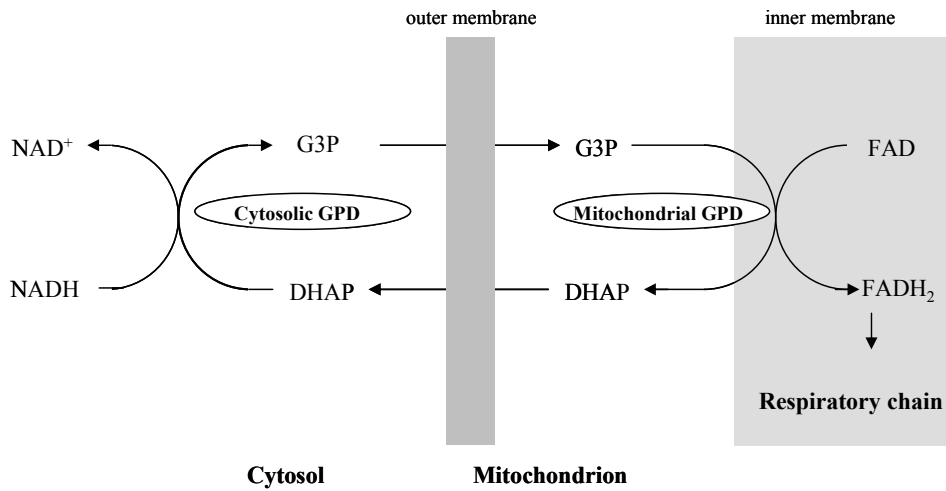 outer membrane
inner membrane
NAD⁺
G3P
G3P
FAD
Cytosolic GPD
Mitochondrial GPD
NADH
DHAP
DHAP
FADH₂
Respiratory chain
Cytosol
Mitochondrion